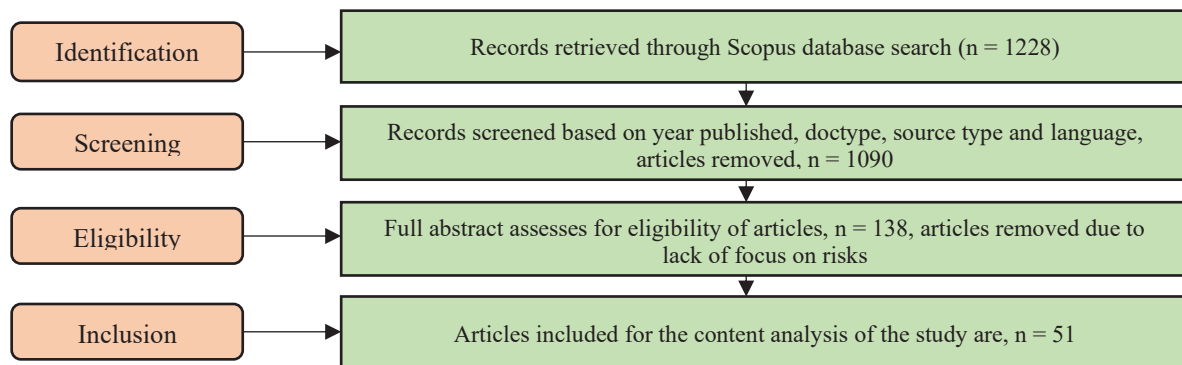 Identification
Records retrieved through Scopus database search (n = 1228)
Screening
Records screened based on year published, doctype, source type and language,
articles removed, n = 1090
Eligibility
Full abstract assesses for eligibility of articles, n = 138, articles removed due to
lack of focus on risks
Inclusion
Articles included for the content analysis of the study are, n = 51